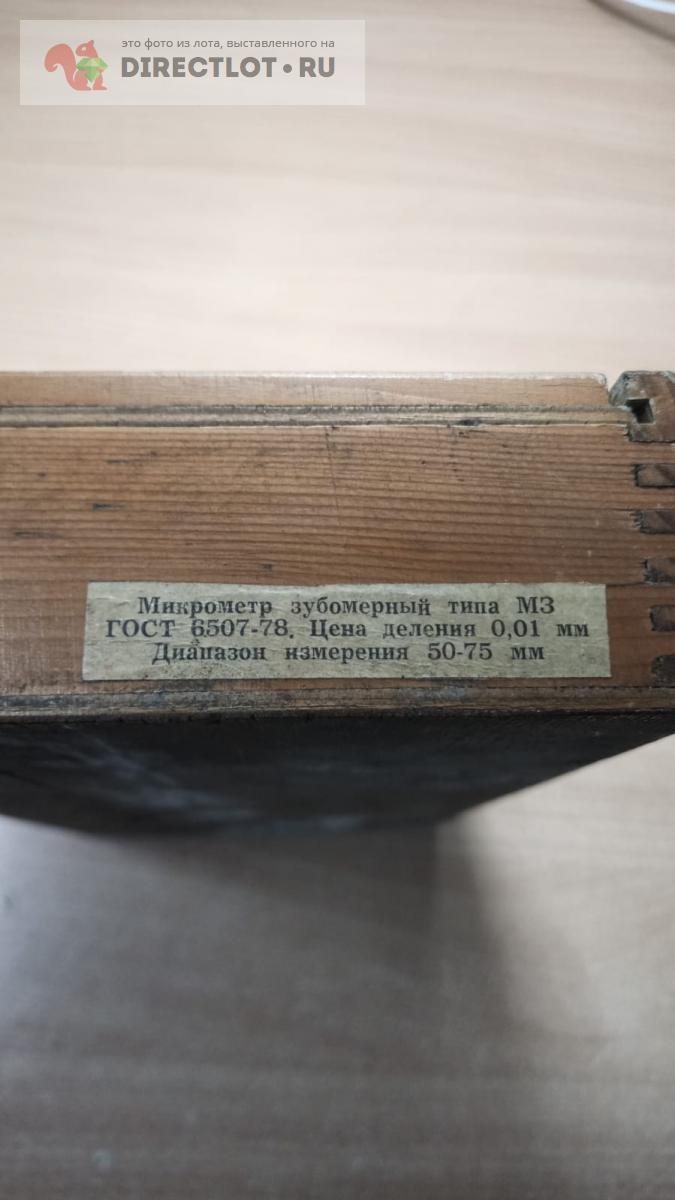 это фото из лота, выставленного на
DIRECTLOT•RU
Микрометр зубомерный типа МЗ
ГОСТ 6507-78. Цена деления 0,01 мм
Диапазон измерения 50-75 мм